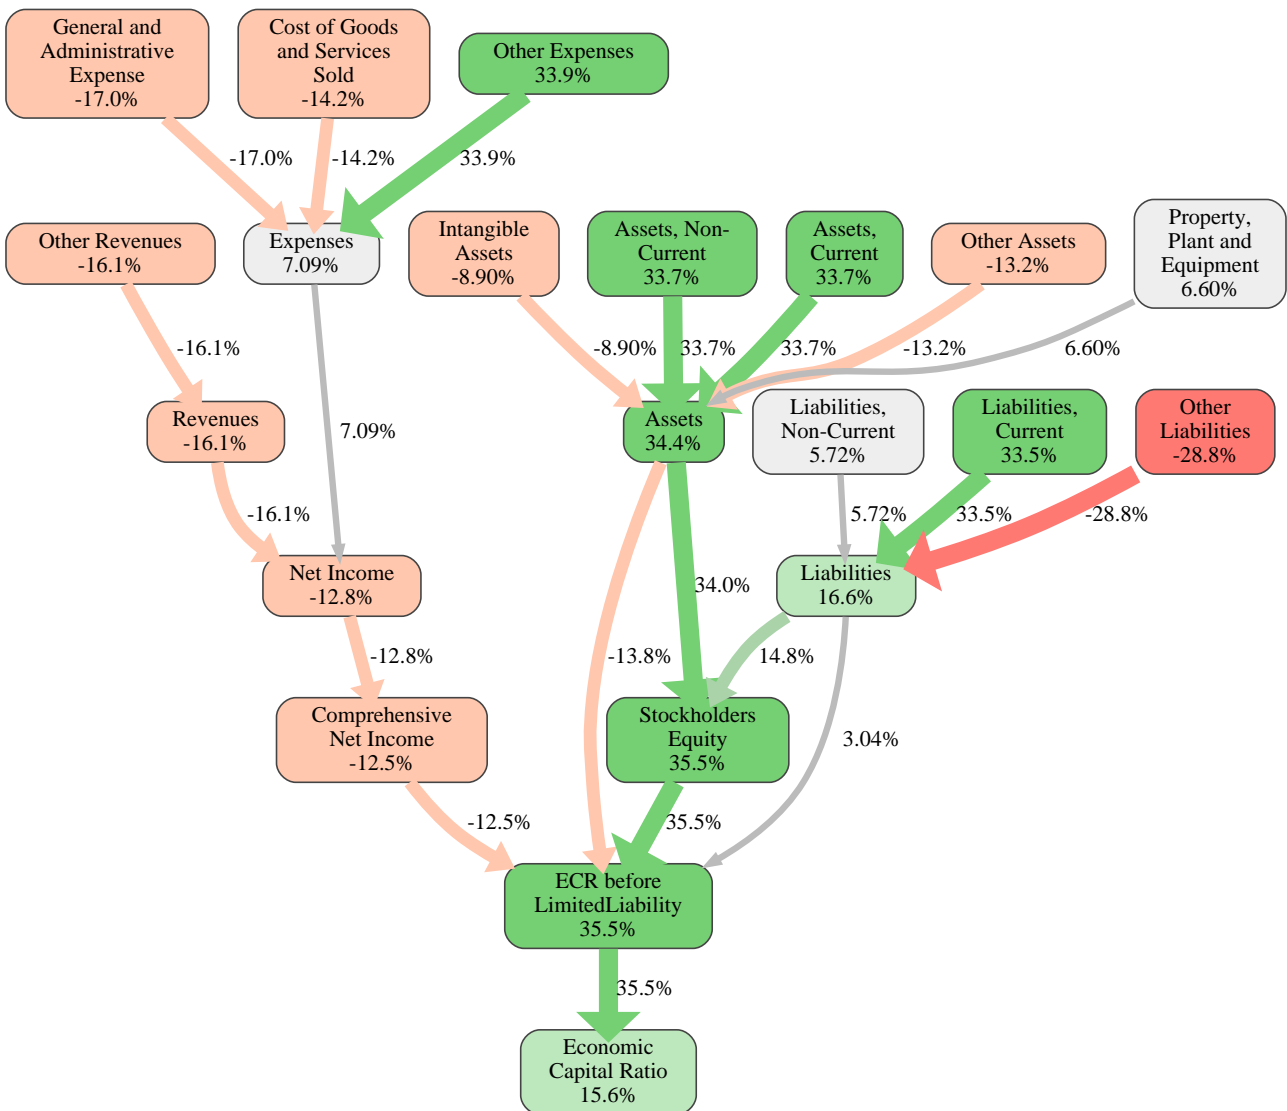 General and
Administrative
Expense
-17.0%
Cost of Goods
and Services
Sold
-14.2%
Other Expenses
33.9%
-17.0%
-14.2%
33.9%
Other Revenues
-16.1%
Expenses
7.09%
Intangible
Assets
-8.90%
Assets, Non-
Current
33.7%
Assets,
Current
33.7%
Other Assets
-13.2%
Property,
Plant and
Equipment
6.60%
-16.1%
-8.90%
33.7%
33.7%
-13.2%
6.60%
Revenues
-16.1%
7.09%
Assets
34.4%
Liabilities,
Non-Current
5.72%
Liabilities,
Current
33.5%
Other
Liabilities
-28.8%
-16.1%
5.72%
33.5%
-28.8%
Net Income
-12.8%
34.0%
Liabilities
16.6%
-12.8%
-13.8%
14.8%
Comprehensive
Net Income
-12.5%
Stockholders
Equity
35.5%
3.04%
-12.5%
35.5%
ECR before
LimitedLiability
35.5%
35.5%
Economic
Capital Ratio
15.6%